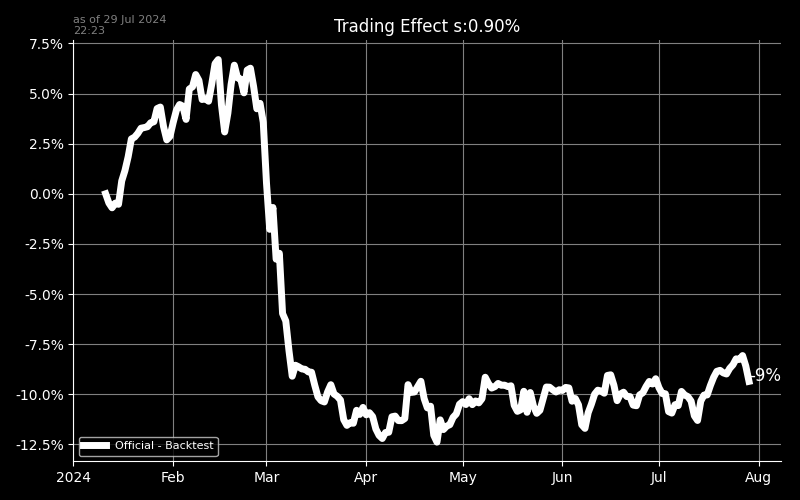 as of 29 Jul 2024
22:23
Trading Effect s:0.90%
7.5%
5.0%
2.5%
0.0%
-2.5%
-5.0%
-7.5%
-10.0%
-12.5%
-9%
Official - Backtest
2024 Feb Mar Apr May Jun Jul Aug